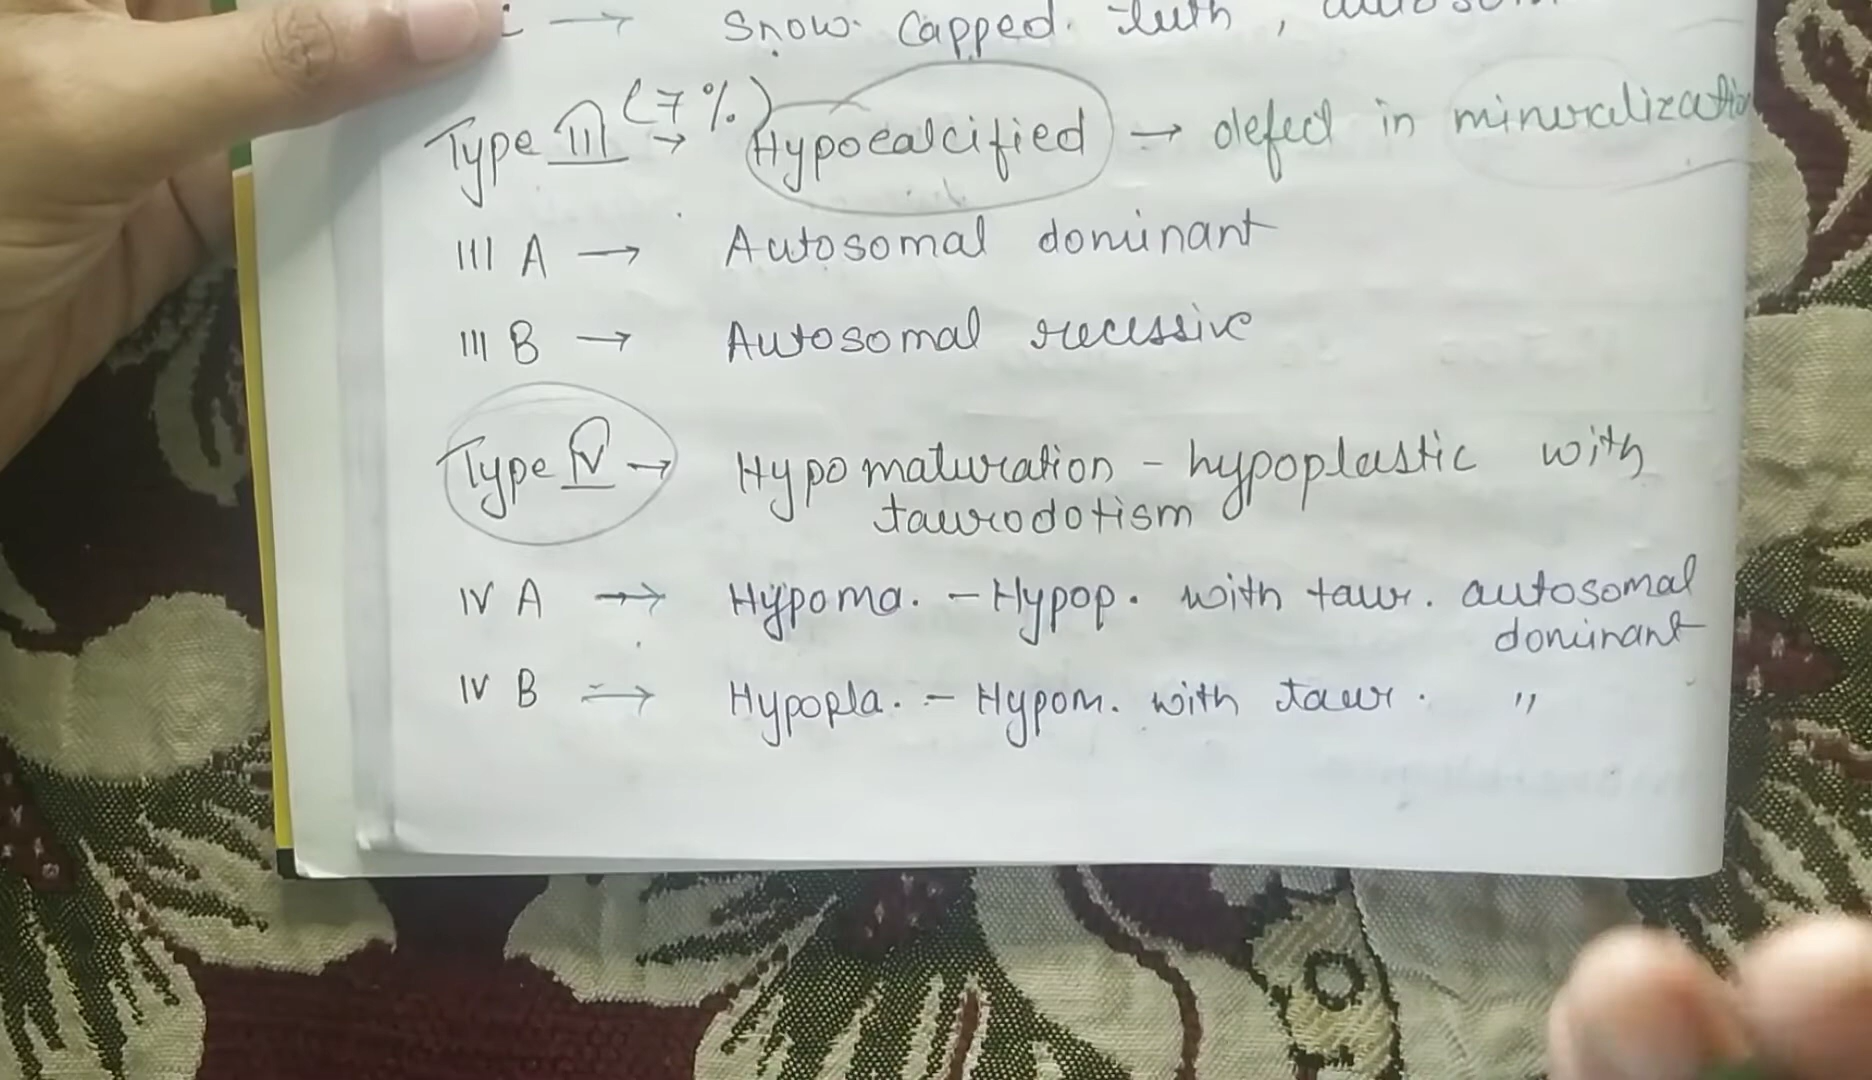 → Snow Capped. teeth,
Type III (7%) → Hypocalcified → defect in mineralization
III A → Autosomal dominant
III B → Autosomal recessive
Type IV → Hypomaturation - hypoplastic with
taurodotism
IV A → Hypoma. - Hypop. with taur. autosomal
dominant
IV B → Hypopla. - Hypom. with taur. "